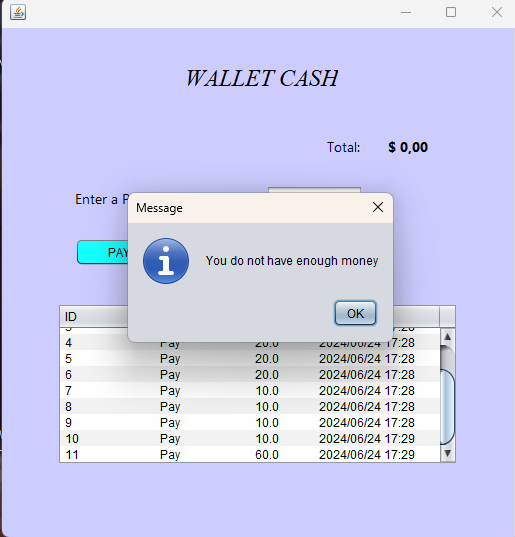 WALLET CASH
Total: $ 0,00
Enter a P
Message
You do not have enough money
OK
PAY
ID
4 Pay 20.0 2024/06/24 17:28
5 Pay 20.0 2024/06/24 17:28
6 Pay 20.0 2024/06/24 17:28
7 Pay 10.0 2024/06/24 17:28
8 Pay 10.0 2024/06/24 17:28
9 Pay 10.0 2024/06/24 17:28
10 Pay 10.0 2024/06/24 17:29
11 Pay 60.0 2024/06/24 17:29